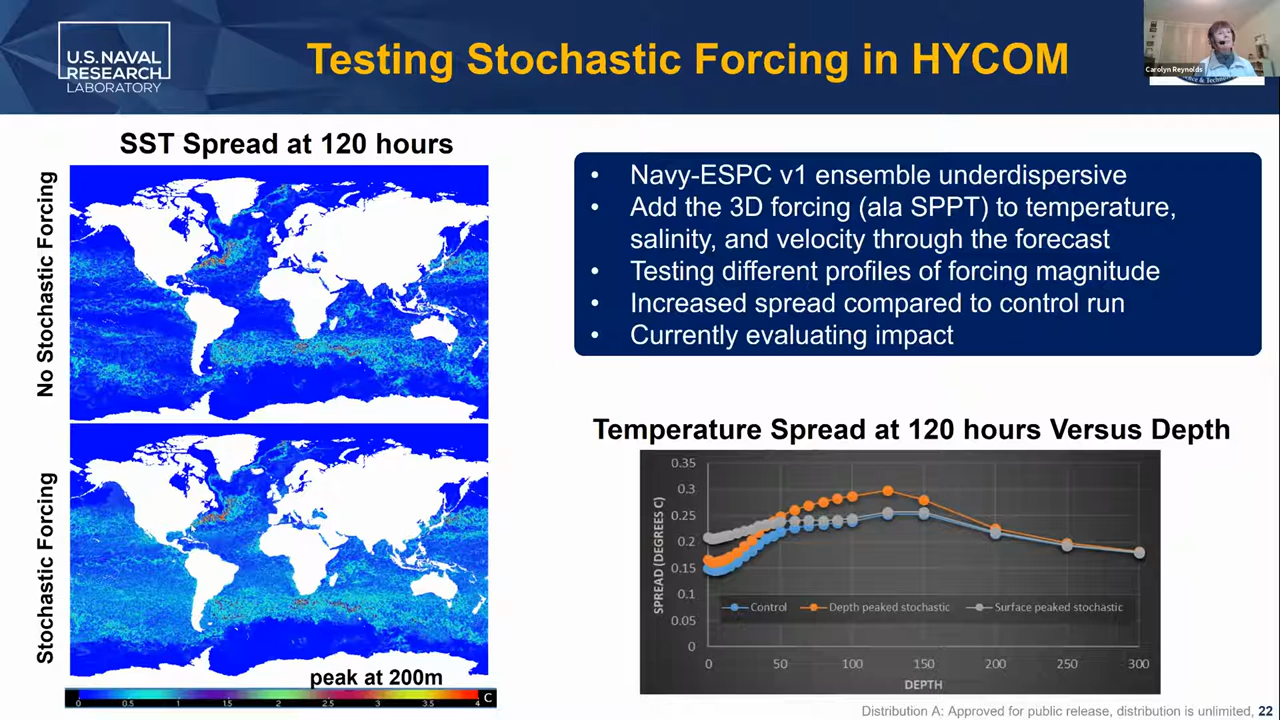 U.S. NAVAL
RESEARCH
LABORATORY
Testing Stochastic Forcing in HYCOM
Carolyn Reynolds
SST Spread at 120 hours
No Stochastic Forcing
Stochastic Forcing
peak at 200m
0 0.5 1 1.5 2 2.5 3 3.5 4 C
• Navy-ESPC v1 ensemble underdispersive
• Add the 3D forcing (ala SPPT) to temperature,
salinity, and velocity through the forecast
• Testing different profiles of forcing magnitude
• Increased spread compared to control run
• Currently evaluating impact
Temperature Spread at 120 hours Versus Depth
SPREAD (DEGREES C)
0.35
0.3
0.25
0.2
0.15
0.1
0.05
0
Control Depth peaked stochastic Surface peaked stochastic
0 50 100 150 200 250 300
DEPTH
Distribution A: Approved for public release, distribution is unlimited, 22